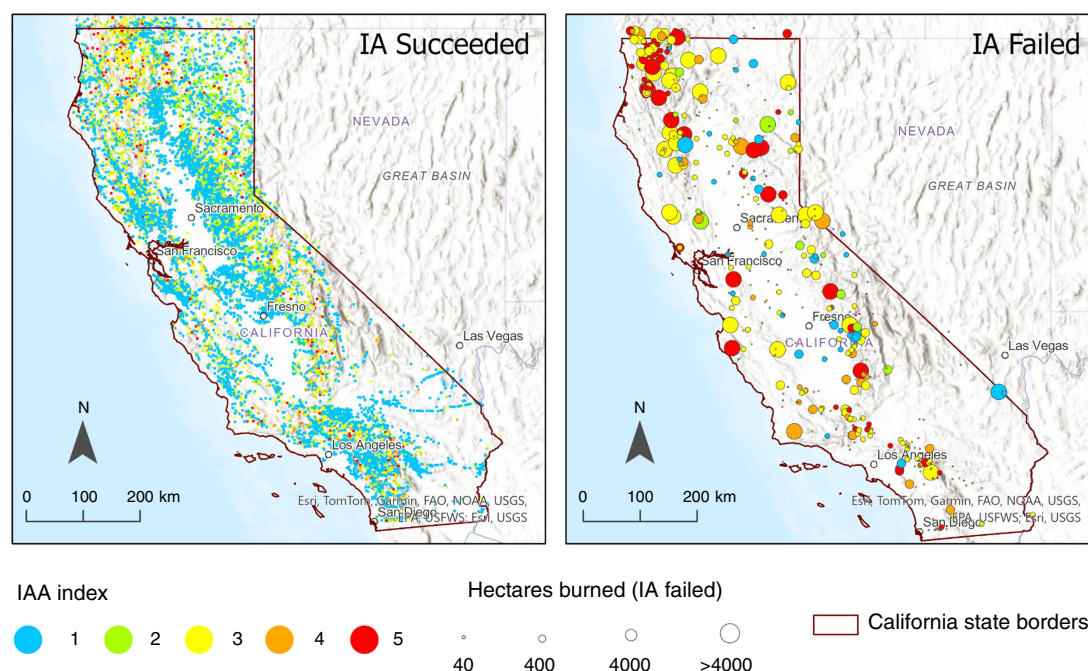 IA Succeeded
NEVADA
GREAT BASIN
Sacramento
San Francisco
Fresno
CALIFORNIA
Las Vegas
N
Los Angeles
0 100 200 km
Esri, TomTom, Garmin, FAO, NOAA, USGS,
EPA, USFWS; Esri, USGS
San Diego
IA Failed
NEVADA
GREAT BASIN
Sacramento
San Francisco
Fresno
CALIFORNIA
Las Vegas
N
Los Angeles
0 100 200 km
Esri, TomTom, Garmin, FAO, NOAA, USGS,
EPA, USFWS; Esri, USGS
San Diego
IAA index
1 2 3 4 5
Hectares burned (IA failed)
40 400 4000 >4000
California state borders